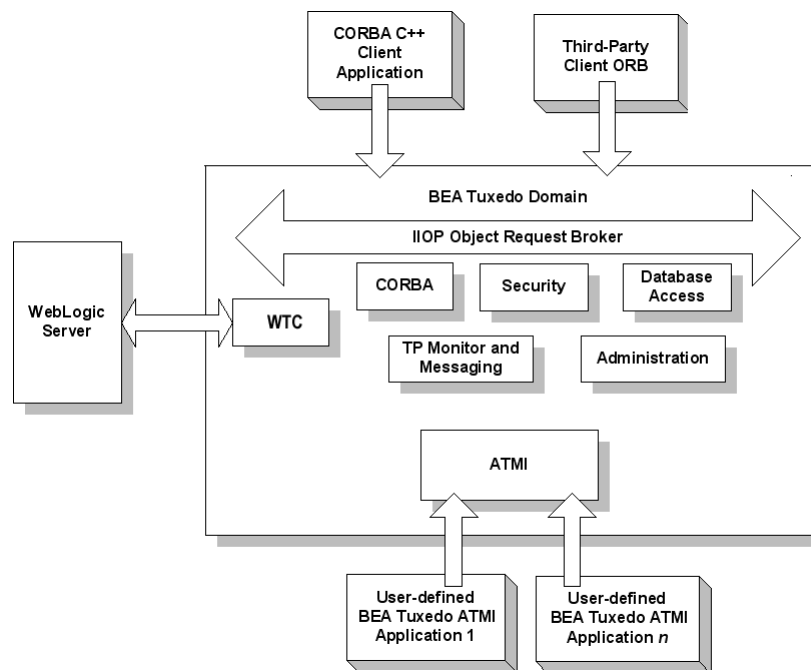 CORBA C++
Client
Application
Third-Party
Client ORB
BEA Tuxedo Domain
IIOP Object Request Broker
WebLogic
Server
WTC
CORBA
Security
Database
Access
TP Monitor and
Messaging
Administration
ATMI
User-defined
BEA Tuxedo ATMI
Application 1
User-defined
BEA Tuxedo ATMI
Application n